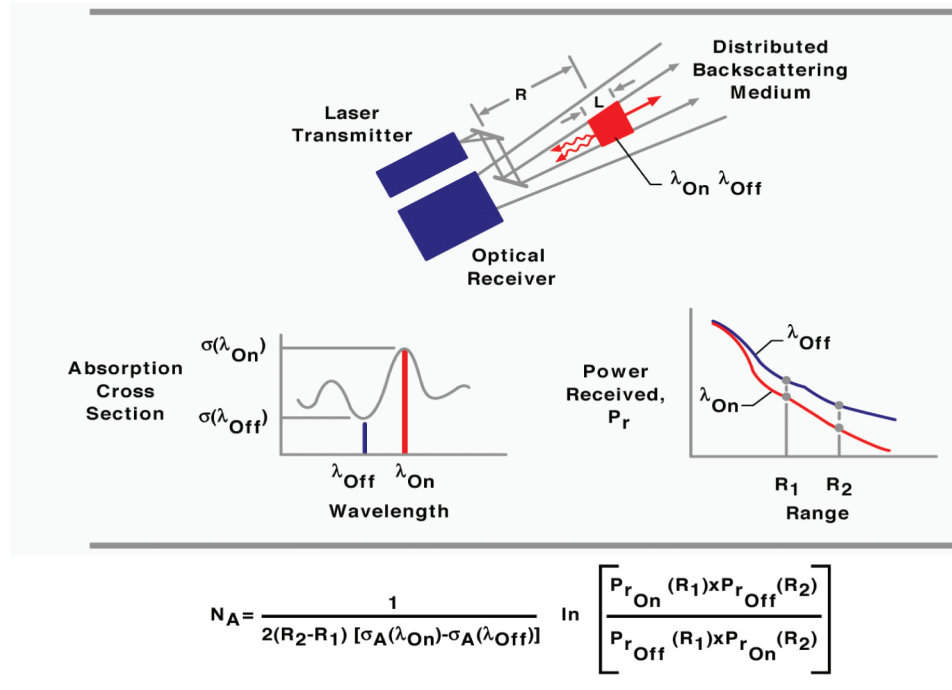 Distributed
Backscattering
Medium
R
L
Laser
Transmitter
λOn λOff
Optical
Receiver
σ(λOn)
Absorption
Cross
Section
σ(λOff)
λOff λOn
Wavelength
λOff
Power
Received,
Pr
λOn
R1 R2
Range
NA= 1 / 2(R2-R1) [σA(λOn)-σA(λOff)] ln [ PrOn (R1)xPrOff(R2) / PrOff (R1)xPrOn(R2) ]